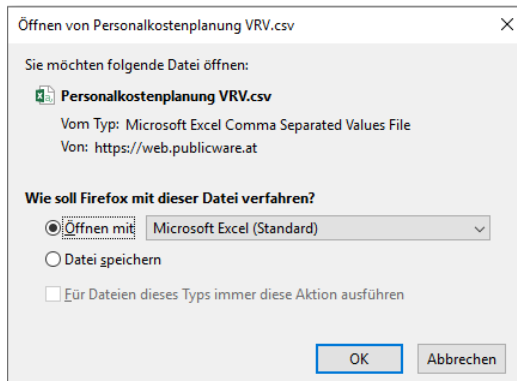 Öffnen von Personalkostenplanung VRV.csv
Sie möchten folgende Datei öffnen:
Personalkostenplanung VRV.csv
Vom Typ: Microsoft Excel Comma Separated Values File
Von: https://web.publicware.at
Wie soll Firefox mit dieser Datei verfahren?
Öffnen mit Microsoft Excel (Standard)
Datei speichern
Für Dateien dieses Typs immer diese Aktion ausführen
OK Abbrechen